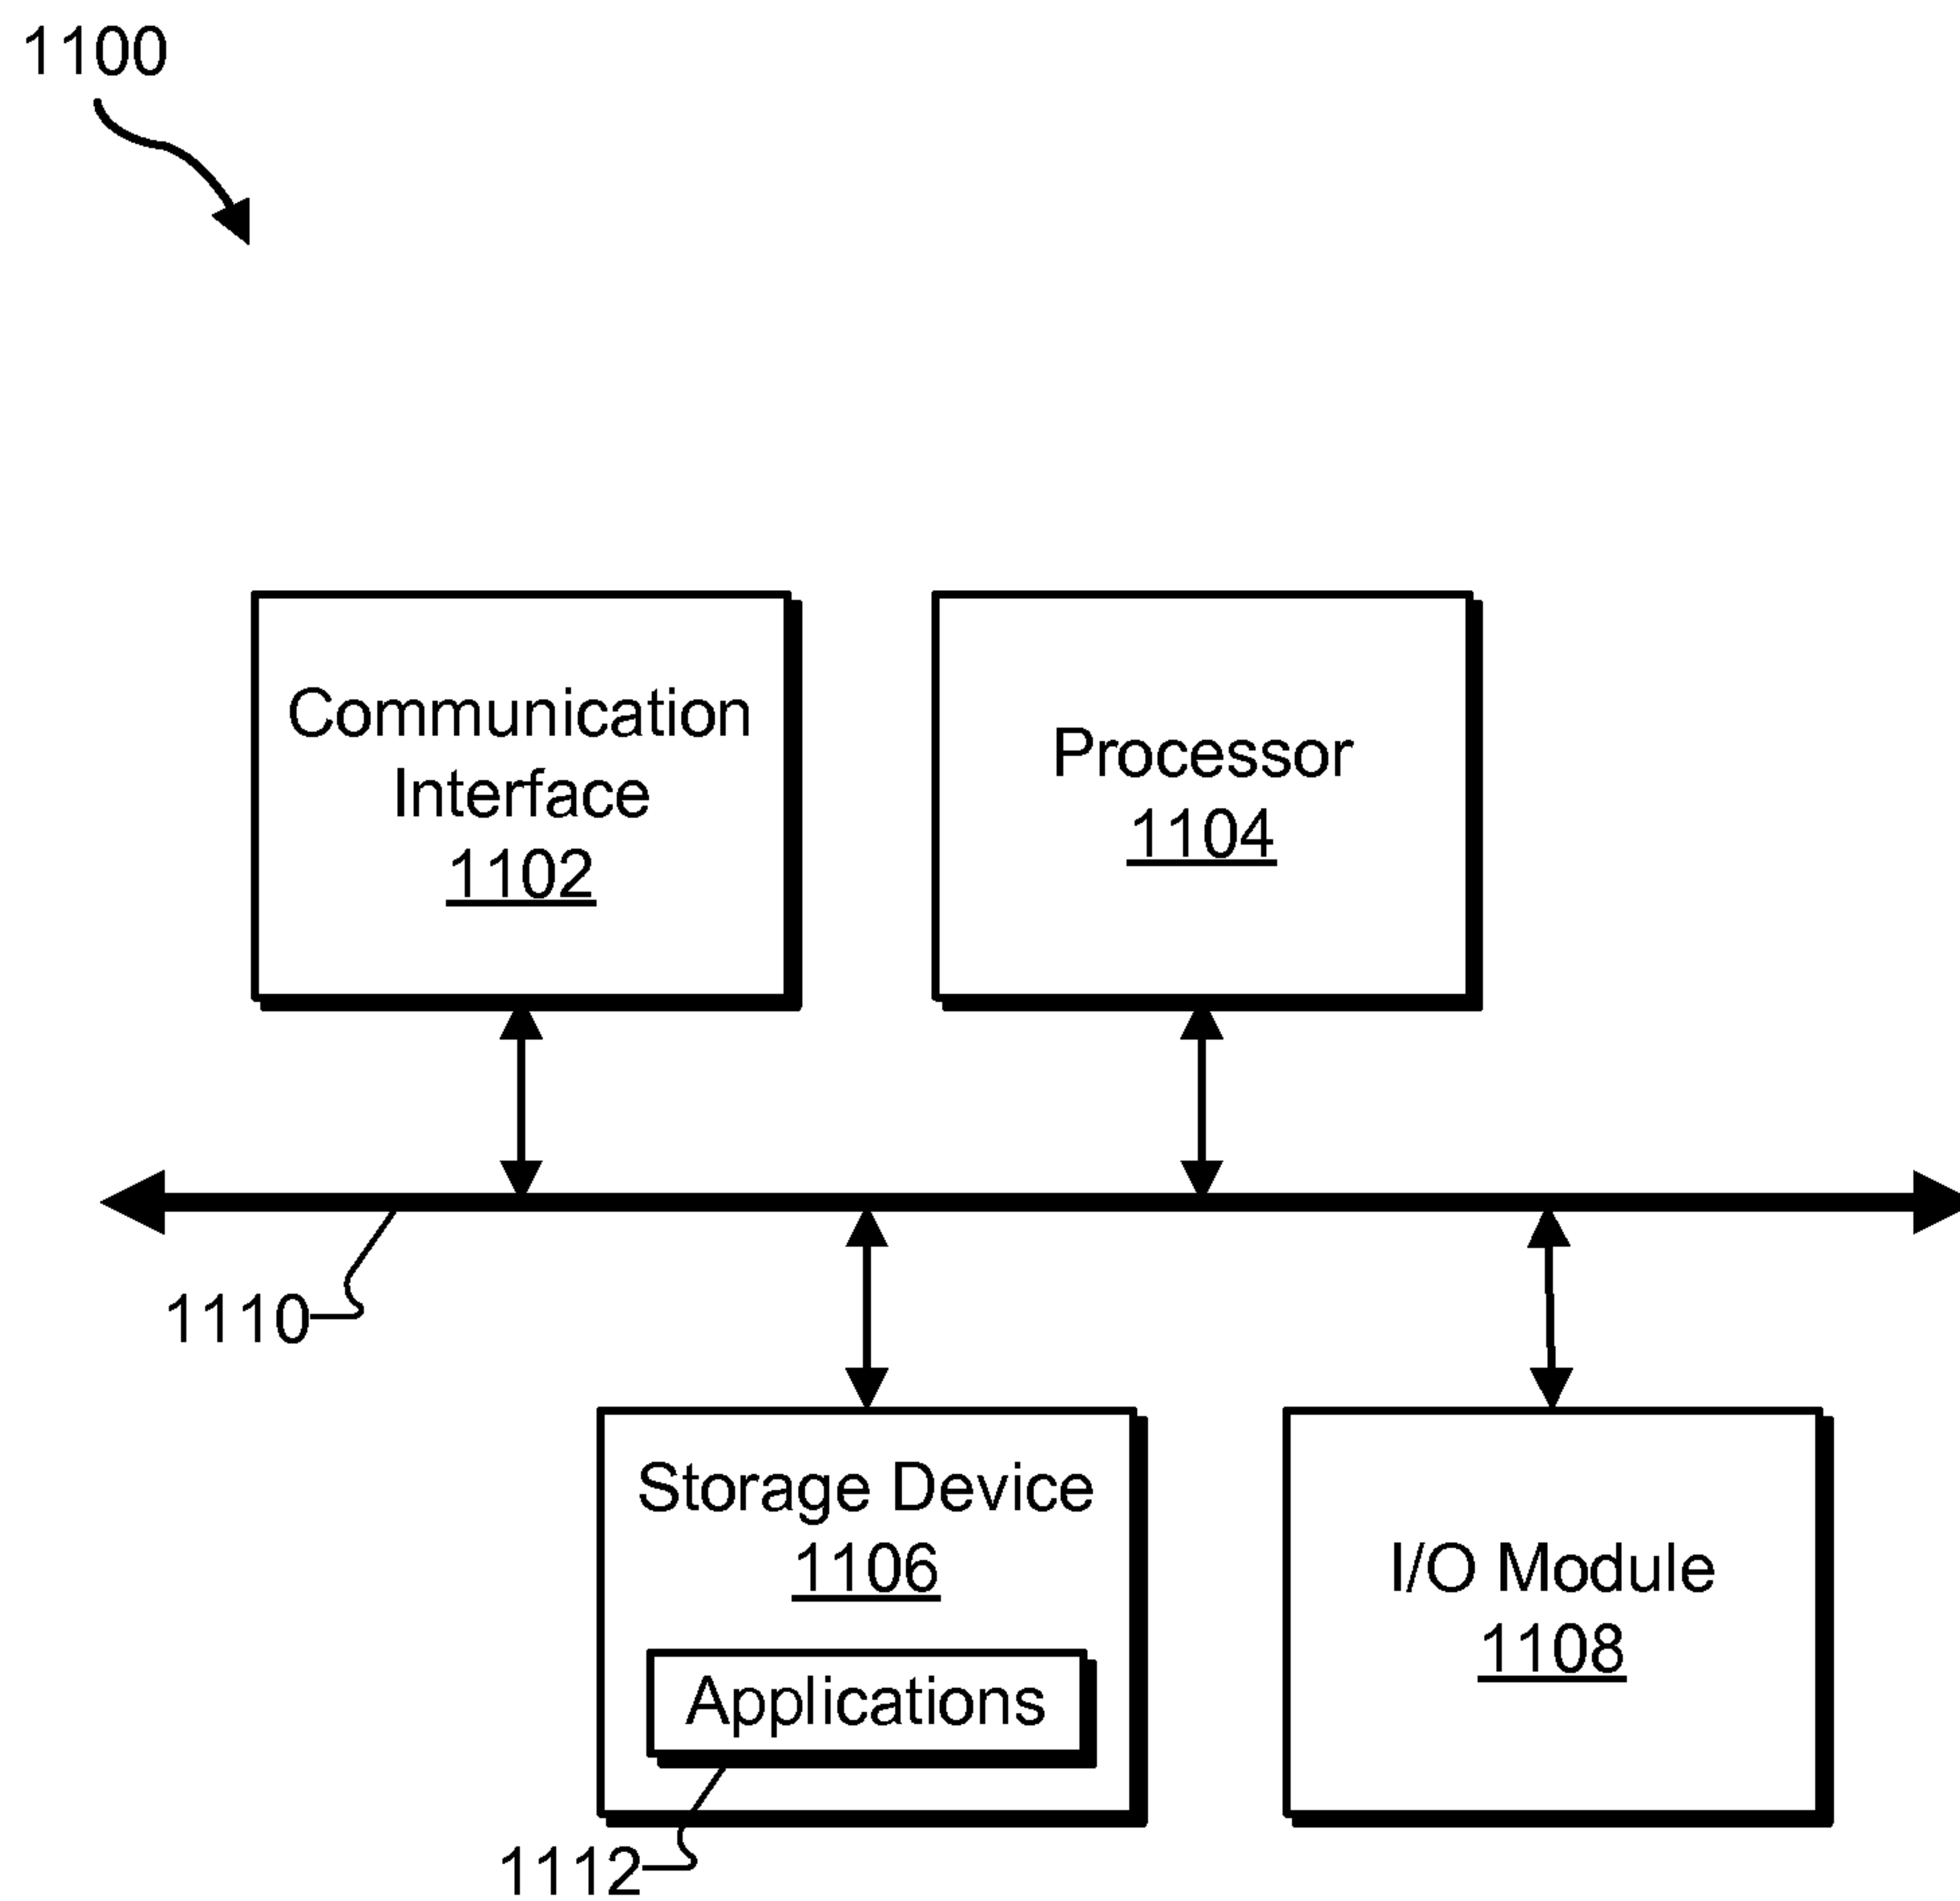 1100
Communication
Interface
1102
Processor
1104
1110
Storage Device
1106
Applications
1112
I/O Module
1108